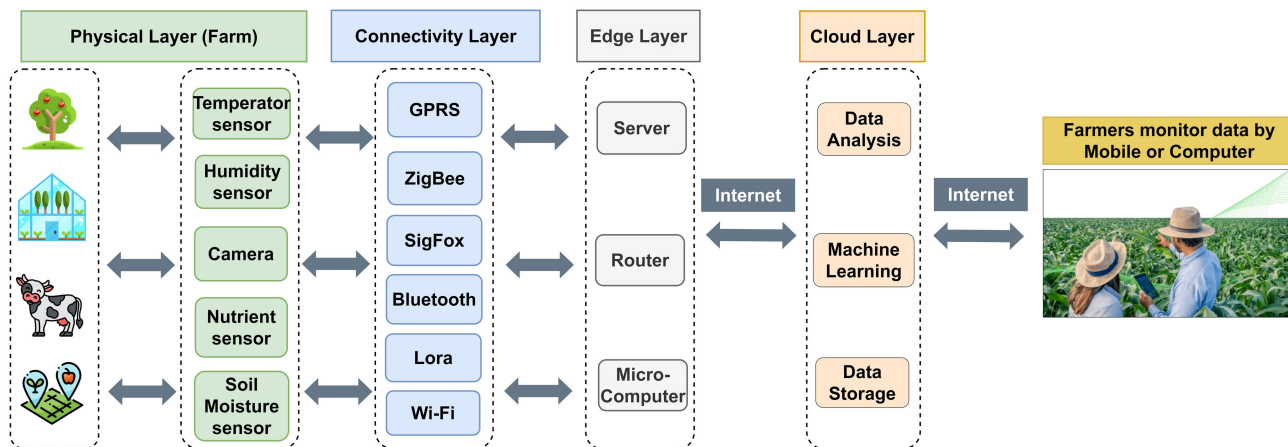 Physical Layer (Farm)
Connectivity Layer
Edge Layer
Cloud Layer
Temperator
sensor
Humidity
sensor
Camera
Nutrient
sensor
Soil
Moisture
sensor
GPRS
ZigBee
SigFox
Bluetooth
Lora
Wi-Fi
Server
Router
Micro-
Computer
Internet
Data
Analysis
Machine
Learning
Data
Storage
Internet
Farmers monitor data by
Mobile or Computer